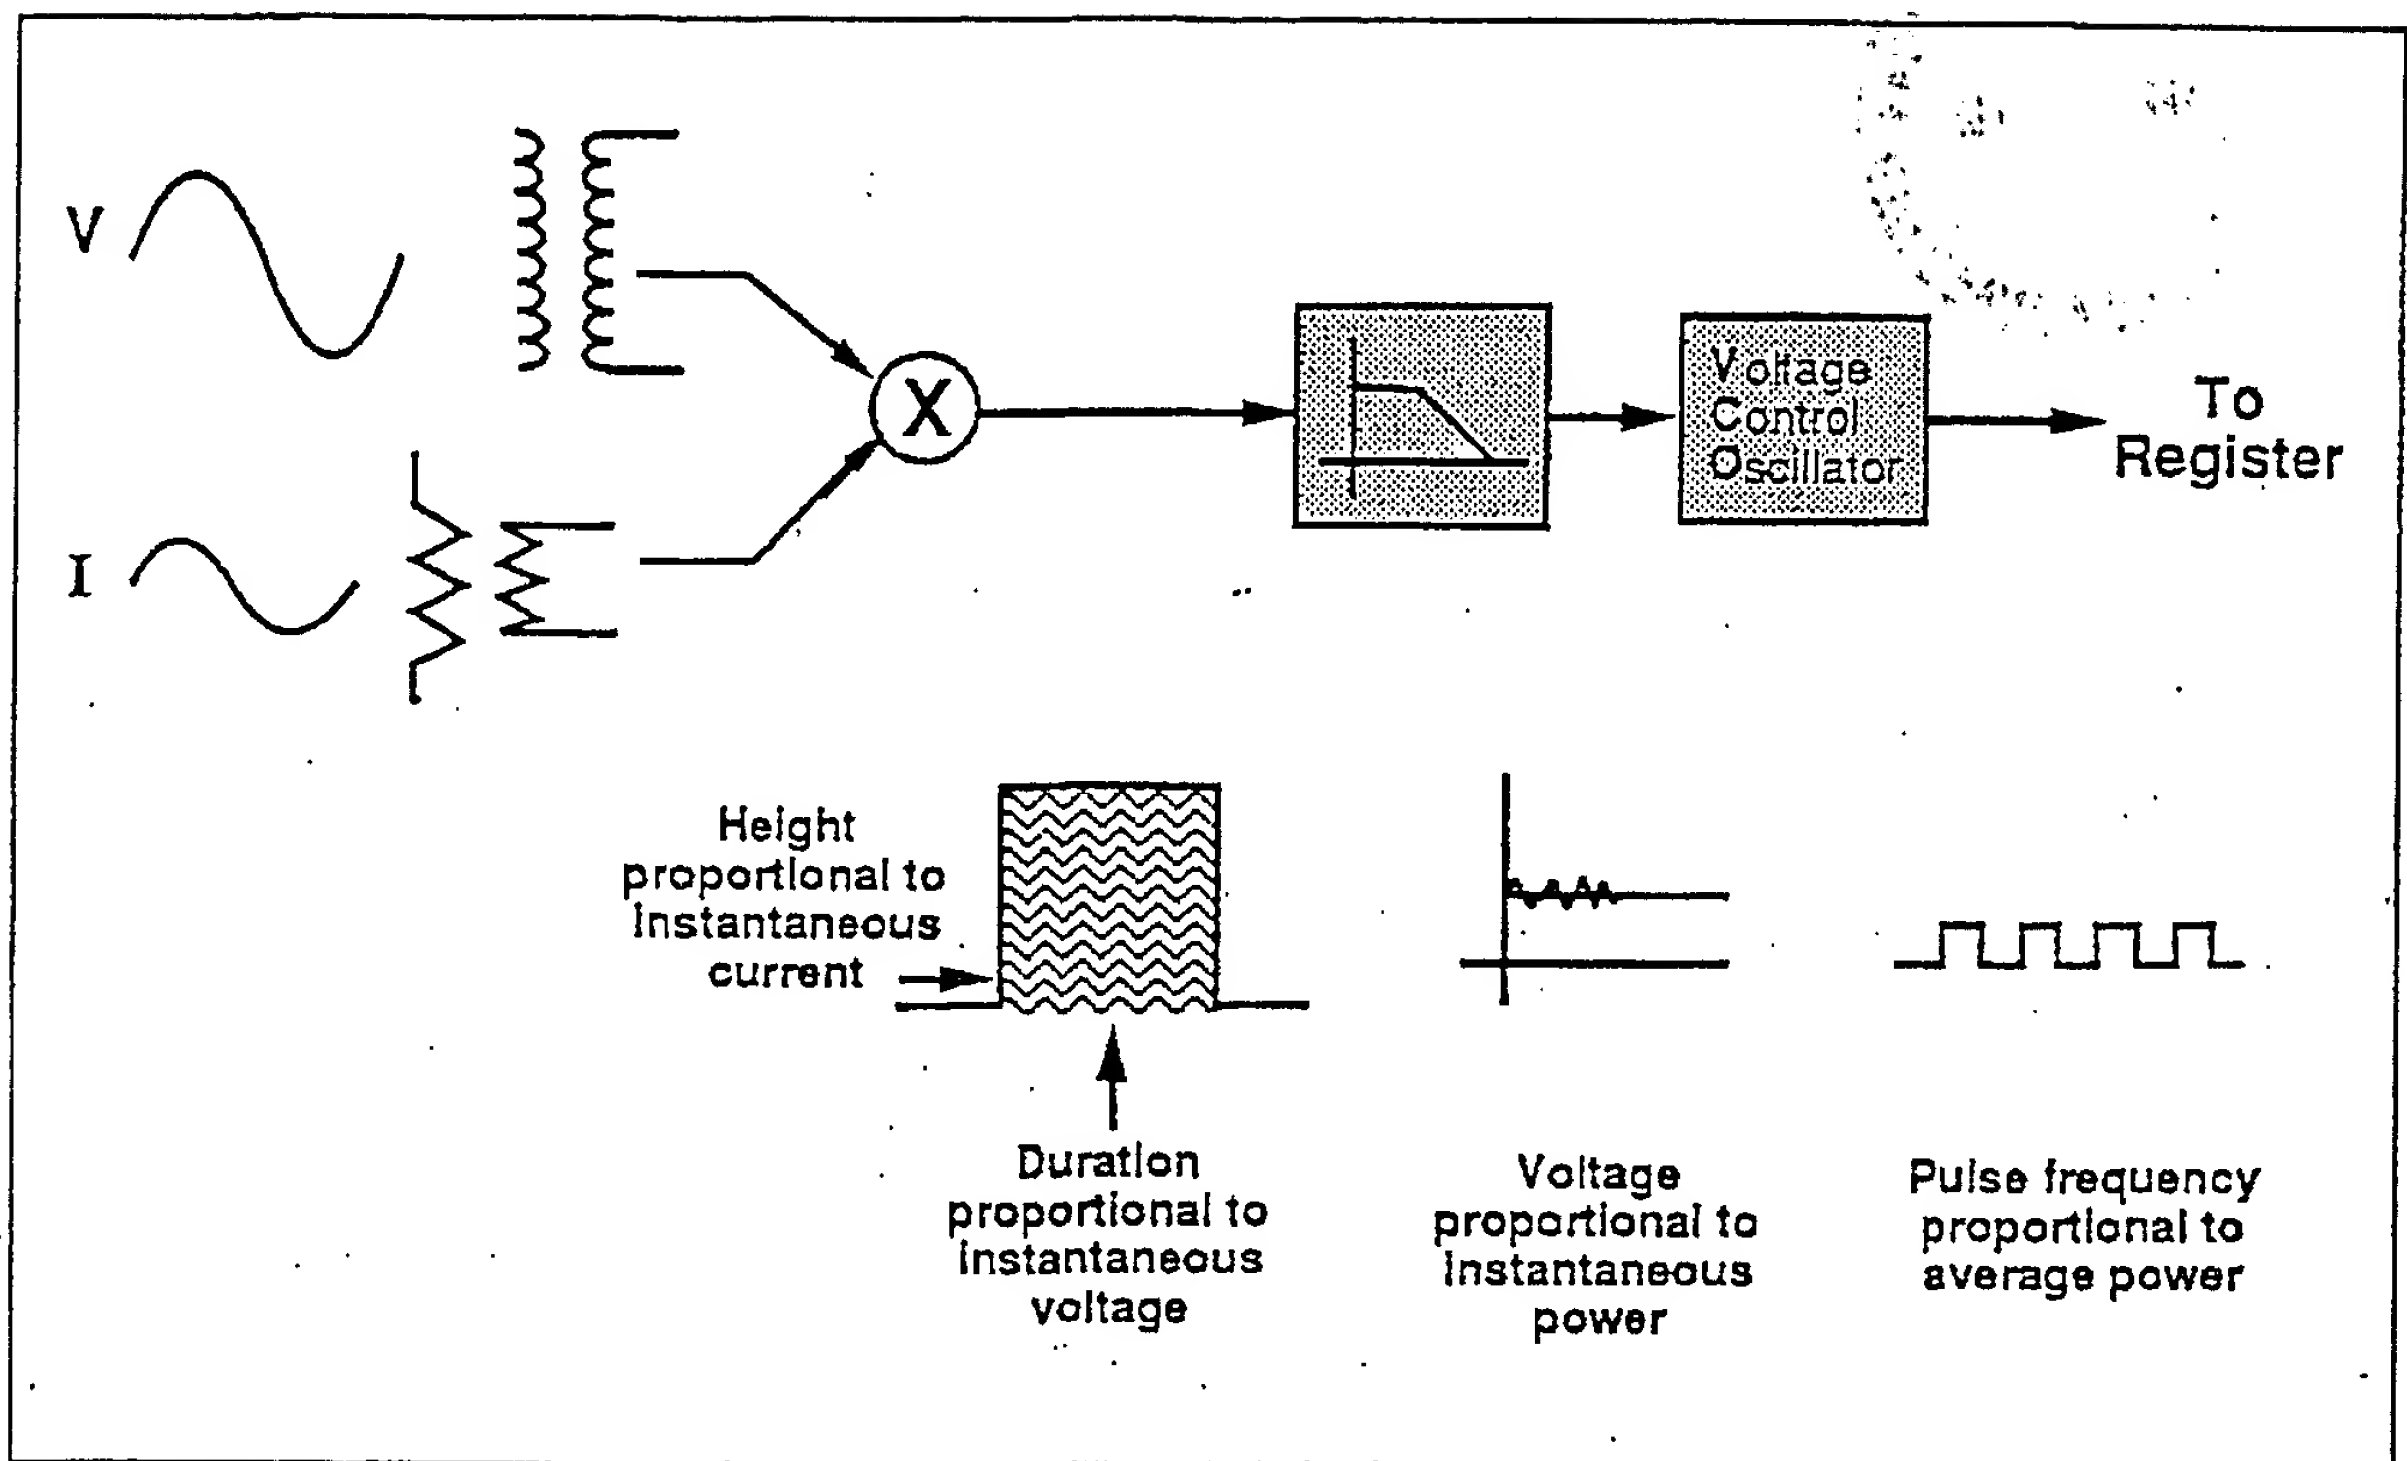 V
I
X
Voltage
Control
Oscillator
To
Register
Height
proportional to
instantaneous
current
Duration
proportional to
instantaneous
voltage
Voltage
proportional to
instantaneous
power
Pulse frequency
proportional to
average power